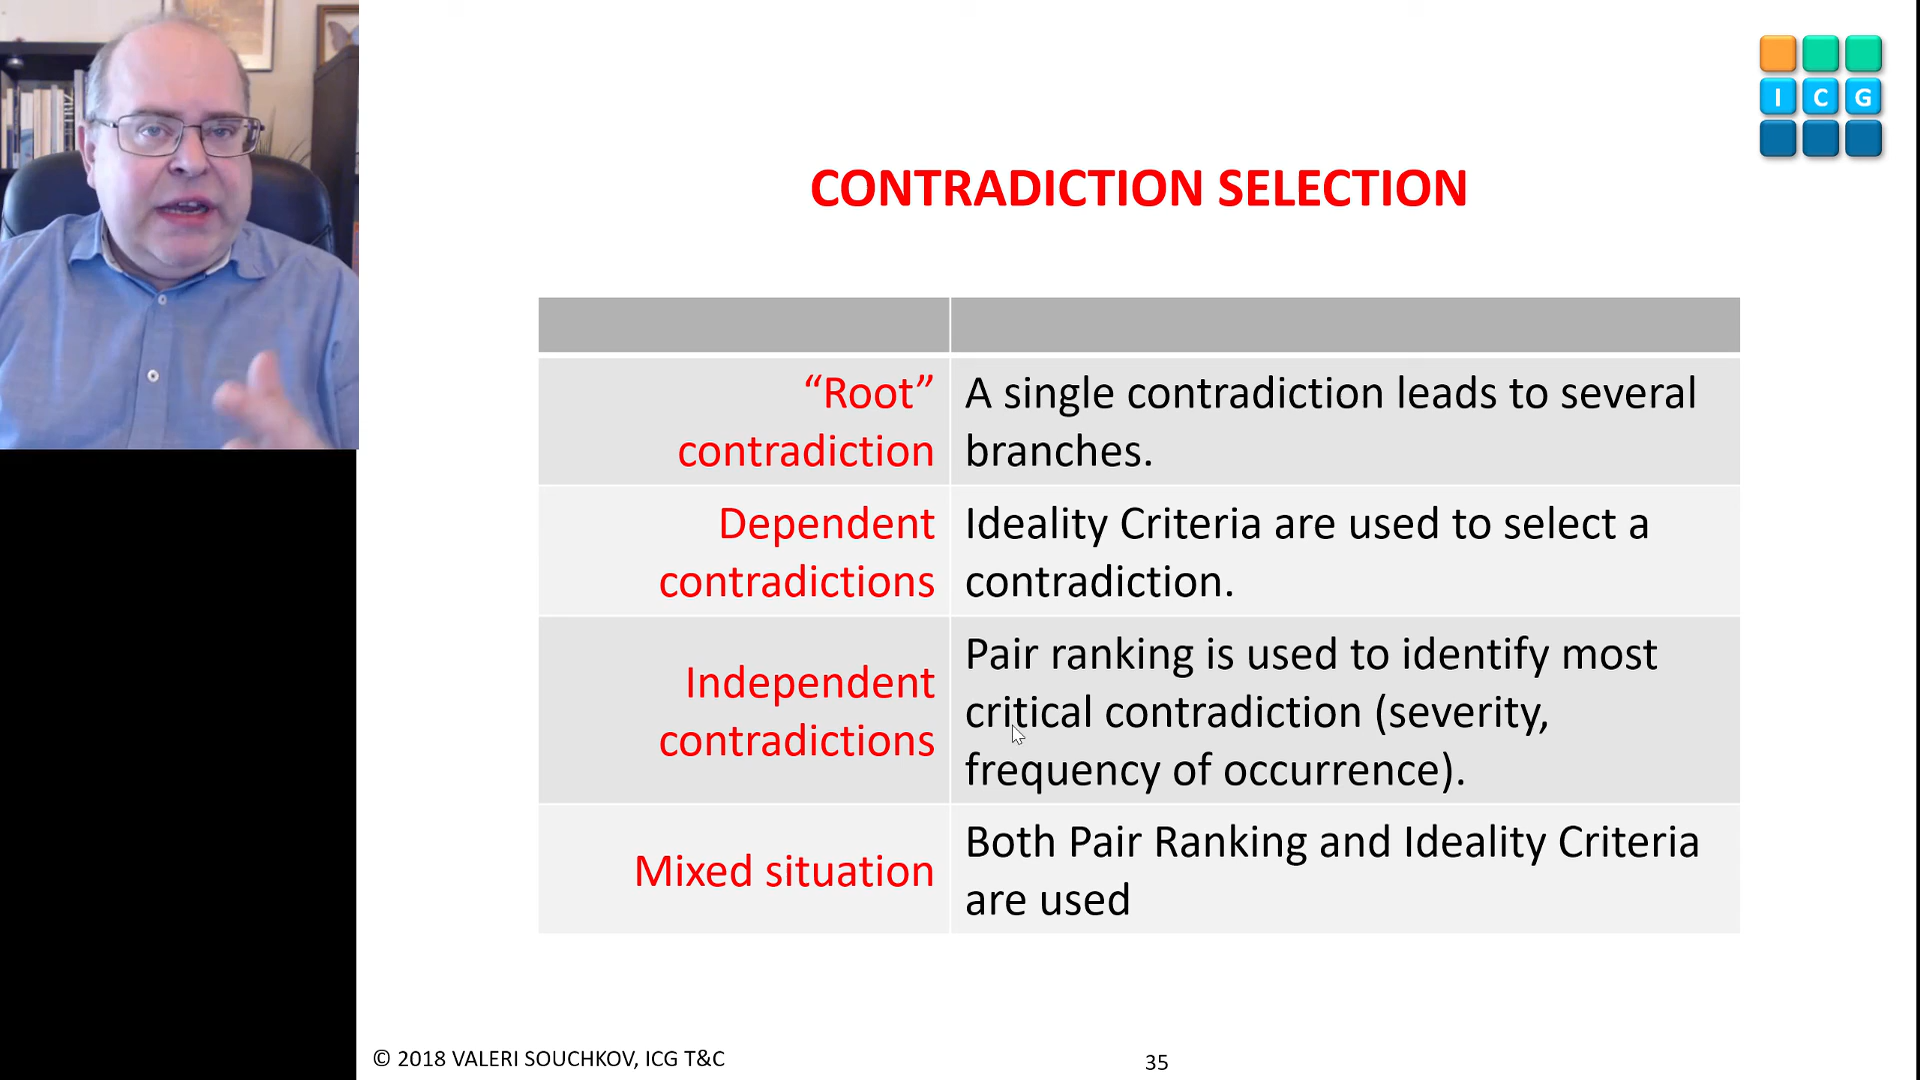 TRIZ
I C G
CONTRADICTION SELECTION
“Root”
contradiction
A single contradiction leads to several
branches.
Dependent
contradictions
Ideality Criteria are used to select a
contradiction.
Independent
contradictions
Pair ranking is used to identify most
critical contradiction (severity,
frequency of occurrence).
Mixed situation
Both Pair Ranking and Ideality Criteria
are used
© 2018 VALERI SOUCHKOV, ICG T&C
35